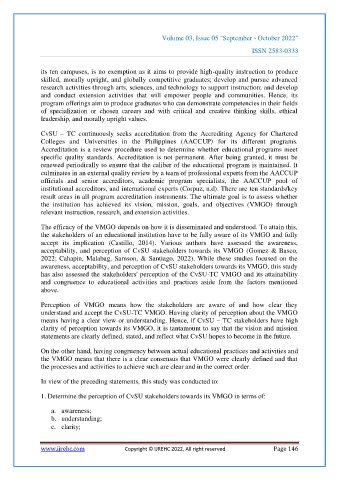 Volume 03, Issue 05 "September - October 2022"
ISSN 2583-0333
its ten campuses, is no exemption as it aims to provide high-quality instruction to produce
skilled, morally upright, and globally competitive graduates; develop and pursue advanced
research activities through arts, sciences, and technology to support instruction; and develop
and conduct extension activities that will empower people and communities. Hence, its
program offerings aim to produce graduates who can demonstrate competencies in their fields
of specialization or chosen careers and with critical and creative thinking skills, ethical
leadership, and morally upright values.
CvSU – TC continuously seeks accreditation from the Accrediting Agency for Chartered
Colleges and Universities in the Philippines (AACCUP) for its different programs.
Accreditation is a review procedure used to determine whether educational programs meet
specific quality standards. Accreditation is not permanent. After being granted, it must be
renewed periodically to ensure that the caliber of the educational program is maintained. It
culminates in an external quality review by a team of professional experts from the AACCUP
officials and senior accreditors, academic program specialists, the AACCUP pool of
institutional accreditors, and international experts (Corpuz, n.d). There are ten standards/key
result areas in all program accreditation instruments. The ultimate goal is to assess whether
the institution has achieved its vision, mission, goals, and objectives (VMGO) through
relevant instruction, research, and extension activities.
The efficacy of the VMGO depends on how it is disseminated and understood. To attain this,
the stakeholders of an educational institution have to be fully aware of its VMGO and fully
accept its implication (Castillo, 2014). Various authors have assessed the awareness,
acceptability, and perception of CvSU stakeholders towards its VMGO (Gomez & Basco,
2022; Cahapin, Malabag, Samson, & Santiago, 2022). While these studies focused on the
awareness, acceptability, and perception of CvSU stakeholders towards its VMGO, this study
has also assessed the stakeholders' perception of the CvSU-TC VMGO and its attainability
and congruence to educational activities and practices aside from the factors mentioned
above.
Perception of VMGO means how the stakeholders are aware of and how clear they
understand and accept the CvSU-TC VMGO. Having clarity of perception about the VMGO
means having a clear view or understanding. Hence, if CvSU – TC stakeholders have high
clarity of perception towards its VMGO, it is tantamount to say that the vision and mission
statements are clearly defined, stated, and reflect what CvSU hopes to become in the future.
On the other hand, having congruency between actual educational practices and activities and
the VMGO means that there is a clear consensus that VMGO were clearly defined and that
the processes and activities to achieve such are clear and in the correct order.
In view of the preceding statements, this study was conducted to:
1. Determine the perception of CvSU stakeholders towards its VMGO in terms of:
a. awareness;
b. understanding;
c. clarity;
www.ijrehc.com Copyright © IJREHC 2022, All right reserved Page 146